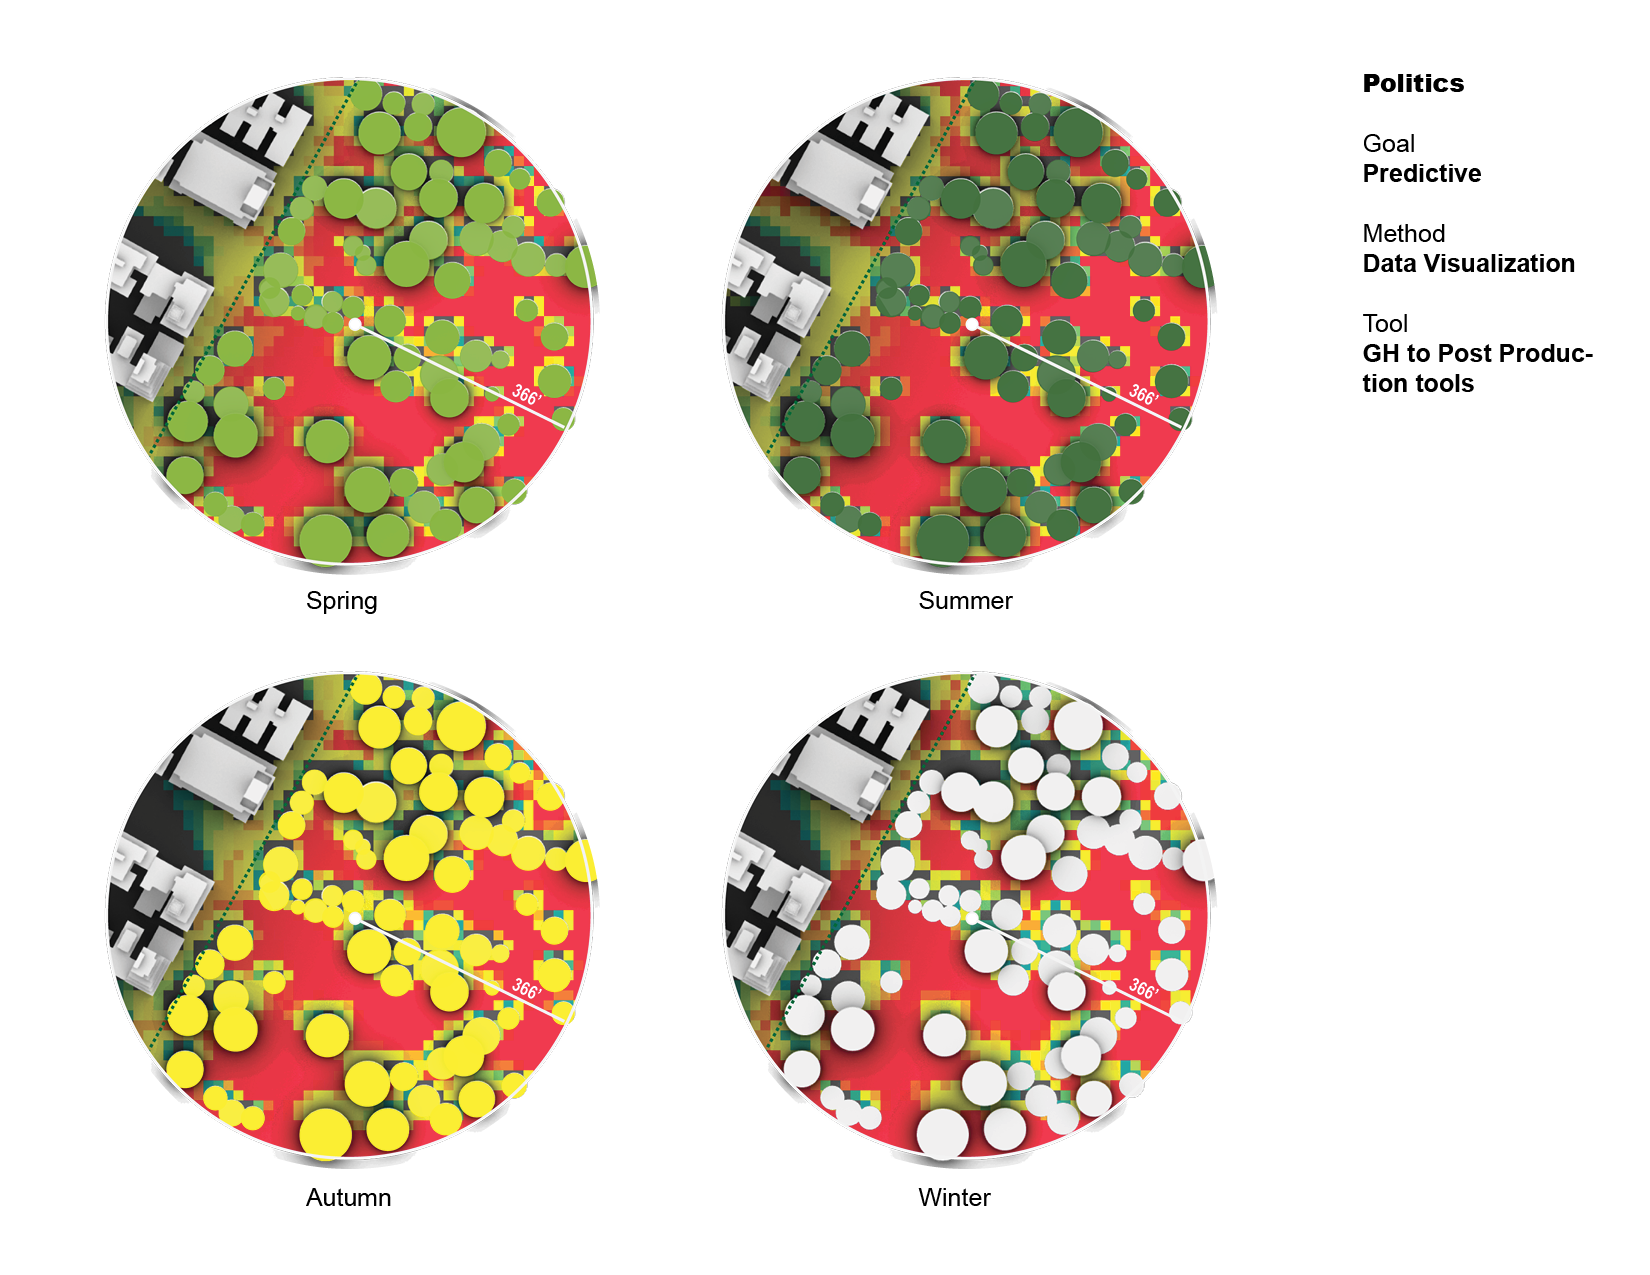 Politics
Goal
Predictive
Method
Data Visualization
Tool
GH to Post Produc-
tion tools
366'
366'
Spring
Summer
366'
366'
Autumn
Winter